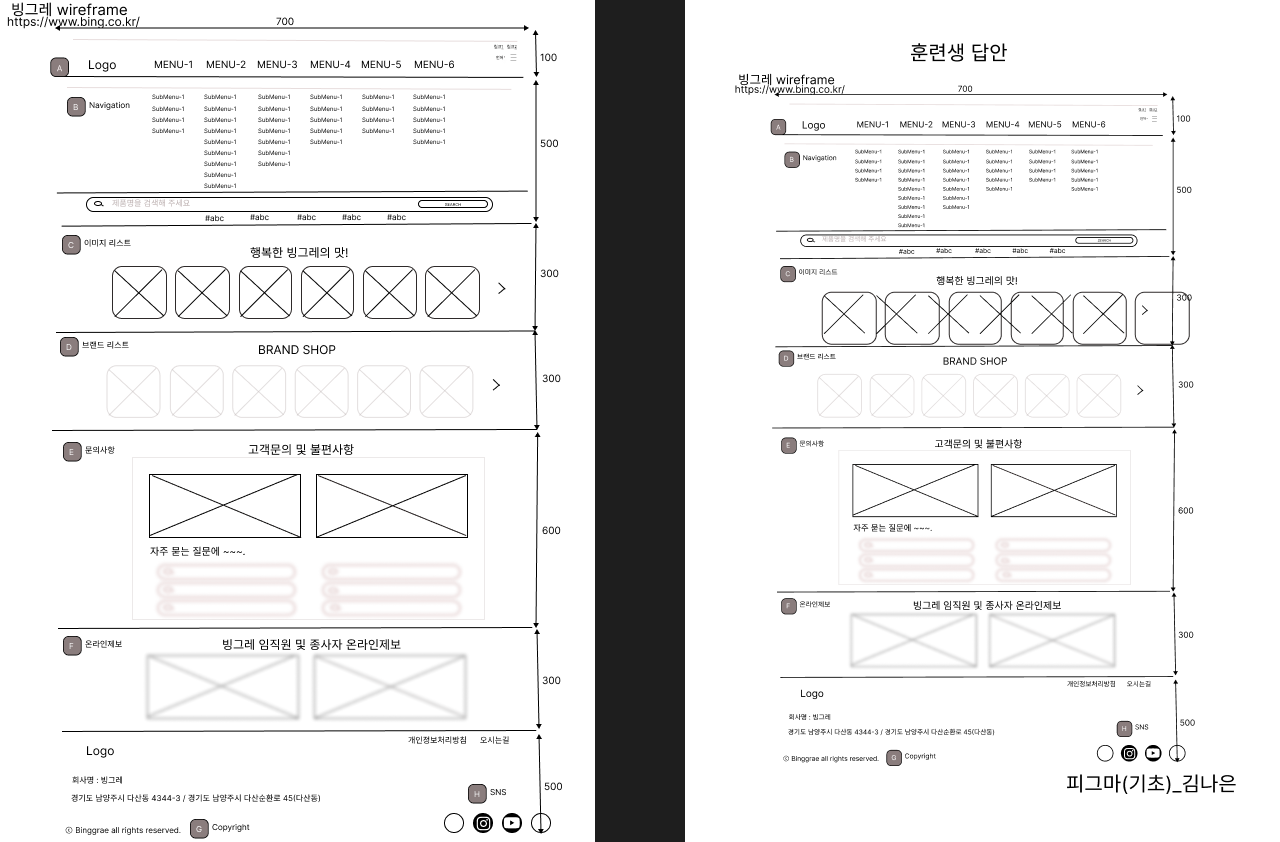 빙그레 wireframe
https://www.bing.co.kr/
700
100
A
Logo
MENU-1 MENU-2 MENU-3 MENU-4 MENU-5 MENU-6
B
Navigation
SubMenu-1 SubMenu-1 SubMenu-1 SubMenu-1 SubMenu-1 SubMenu-1
SubMenu-1 SubMenu-1 SubMenu-1 SubMenu-1 SubMenu-1 SubMenu-1
SubMenu-1 SubMenu-1 SubMenu-1 SubMenu-1 SubMenu-1 SubMenu-1
SubMenu-1 SubMenu-1 SubMenu-1 SubMenu-1 SubMenu-1 SubMenu-1
SubMenu-1 SubMenu-1 SubMenu-1 SubMenu-1
SubMenu-1 SubMenu-1
SubMenu-1 SubMenu-1
SubMenu-1
SubMenu-1
500
제품명을 검색해 주세요
SEARCH
#abc #abc #abc #abc #abc
C
이미지 리스트
행복한 빙그레의 맛!
300
D
브랜드 리스트
BRAND SHOP
300
E
문의사항
고객문의 및 불편사항
600
자주 묻는 질문에 ~~~.
F
온라인제보
빙그레 임직원 및 종사자 온라인제보
300
개인정보처리방침 오시는길
Logo
회사명 : 빙그레
경기도 남양주시 다산동 4344-3 / 경기도 남양주시 다산순환로 45(다산동)
500
H
SNS
ⓒ Binggrae all rights reserved.
G
Copyright
훈련생 답안
빙그레 wireframe
https://www.bing.co.kr/
700
100
A
Logo
MENU-1 MENU-2 MENU-3 MENU-4 MENU-5 MENU-6
B
Navigation
SubMenu-1 SubMenu-1 SubMenu-1 SubMenu-1 SubMenu-1 SubMenu-1
SubMenu-1 SubMenu-1 SubMenu-1 SubMenu-1 SubMenu-1 SubMenu-1
SubMenu-1 SubMenu-1 SubMenu-1 SubMenu-1 SubMenu-1 SubMenu-1
SubMenu-1 SubMenu-1 SubMenu-1 SubMenu-1 SubMenu-1 SubMenu-1
SubMenu-1 SubMenu-1 SubMenu-1 SubMenu-1
SubMenu-1 SubMenu-1
SubMenu-1 SubMenu-1
SubMenu-1
SubMenu-1
500
제품명을 검색해 주세요
SEARCH
#abc #abc #abc #abc #abc
C
이미지 리스트
행복한 빙그레의 맛!
300
D
브랜드 리스트
BRAND SHOP
300
E
문의사항
고객문의 및 불편사항
600
자주 묻는 질문에 ~~~.
F
온라인제보
빙그레 임직원 및 종사자 온라인제보
300
개인정보처리방침 오시는길
Logo
회사명 : 빙그레
경기도 남양주시 다산동 4344-3 / 경기도 남양주시 다산순환로 45(다산동)
500
H
SNS
ⓒ Binggrae all rights reserved.
G
Copyright
피그마(기초)_김나은